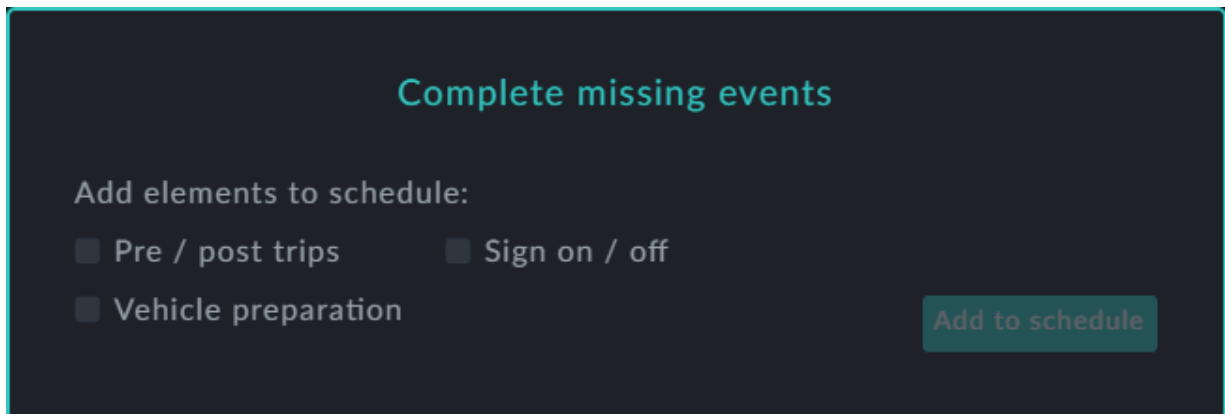 Complete missing events
Add elements to schedule:
Pre / post trips Sign on / off
Vehicle preparation
Add to schedule